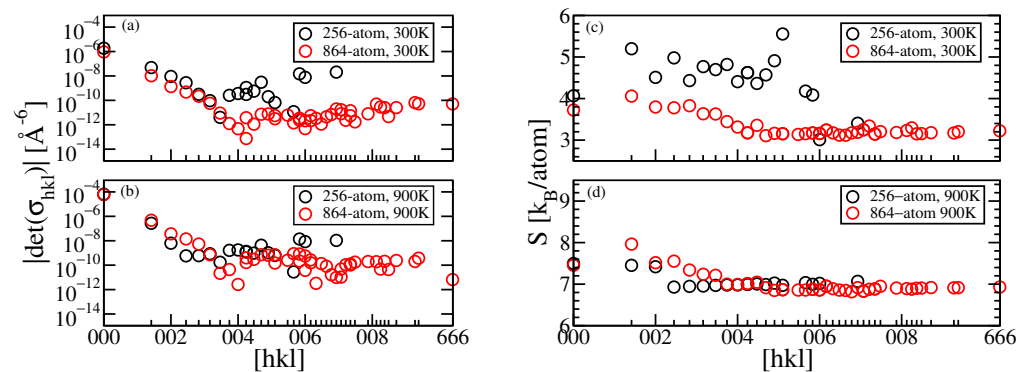 (a)
256-atom, 300K
864-atom, 300K
10⁻⁴
10⁻⁶
10⁻⁸
10⁻¹⁰
10⁻¹²
10⁻¹⁴
(b)
256-atom, 900K
864-atom, 900K
10⁻⁴
10⁻⁶
10⁻⁸
10⁻¹⁰
10⁻¹²
10⁻¹⁴
|det(σhkl)| [Å⁻⁶]
000 002 004 006 008 666
[hkl]
(c)
256-atom, 300K
864-atom, 300K
6
5
4
3
(d)
256-atom, 900K
864-atom 900K
9
8
7
6
S [kB/atom]
000 002 004 006 008 666
[hkl]